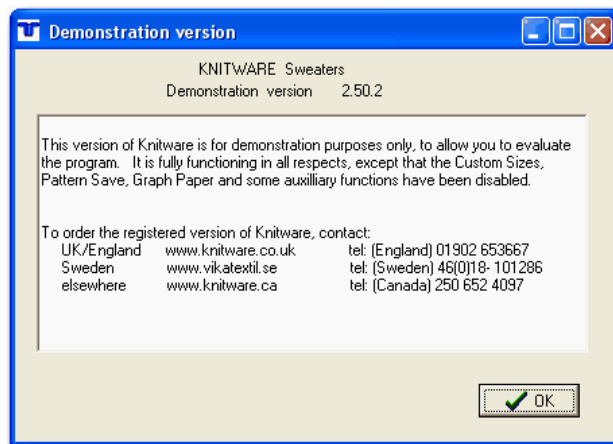 Demonstration version
KNITWARE Sweaters
Demonstration version 2.50.2
This version of Knitware is for demonstration purposes only, to allow you to evaluate
the program. It is fully functioning in all respects, except that the Custom Sizes,
Pattern Save, Graph Paper and some auxilliary functions have been disabled.
To order the registered version of Knitware, contact:
UK/England www.knitware.co.uk tel: (England) 01902 653667
Sweden www.vikatextil.se tel: (Sweden) 46(0)18- 101286
elsewhere www.knitware.ca tel: (Canada) 250 652 4097
OK